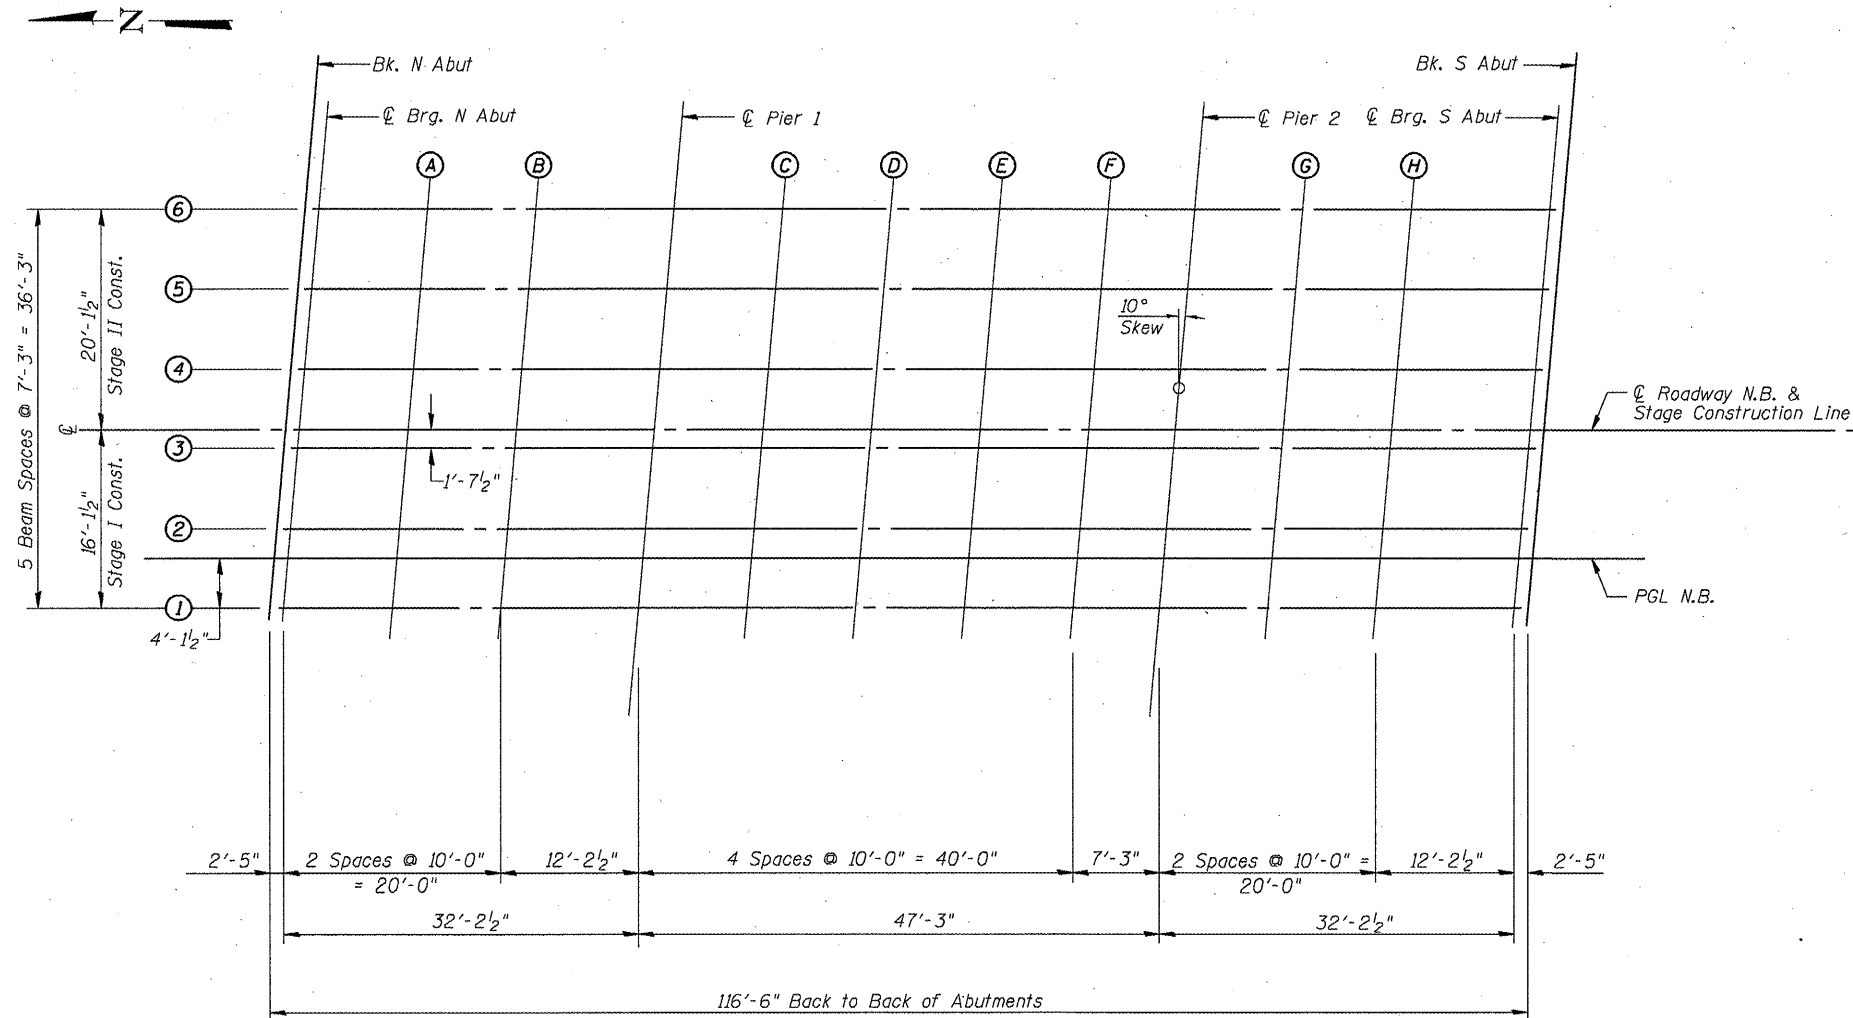 N
Bk. N Abut
Bk. S Abut
℄ Brg. N Abut
℄ Pier 1
℄ Pier 2
℄ Brg. S Abut
A
B
C
D
E
F
G
H
6
5
4
3
2
1
5 Beam Spaces @ 7'-3" = 36'-3"
20'-1½"
Stage II Const.
16'-1½"
Stage I Const.
℄
10°
Skew
1'-7½"
4'-1½"
℄ Roadway N.B. &
Stage Construction Line
PGL N.B.
2'-5"
2 Spaces @ 10'-0"
= 20'-0"
12'-2½"
4 Spaces @ 10'-0" = 40'-0"
7'-3"
2 Spaces @ 10'-0" =
20'-0"
12'-2½"
2'-5"
32'-2½"
47'-3"
32'-2½"
116'-6" Back to Back of Abutments